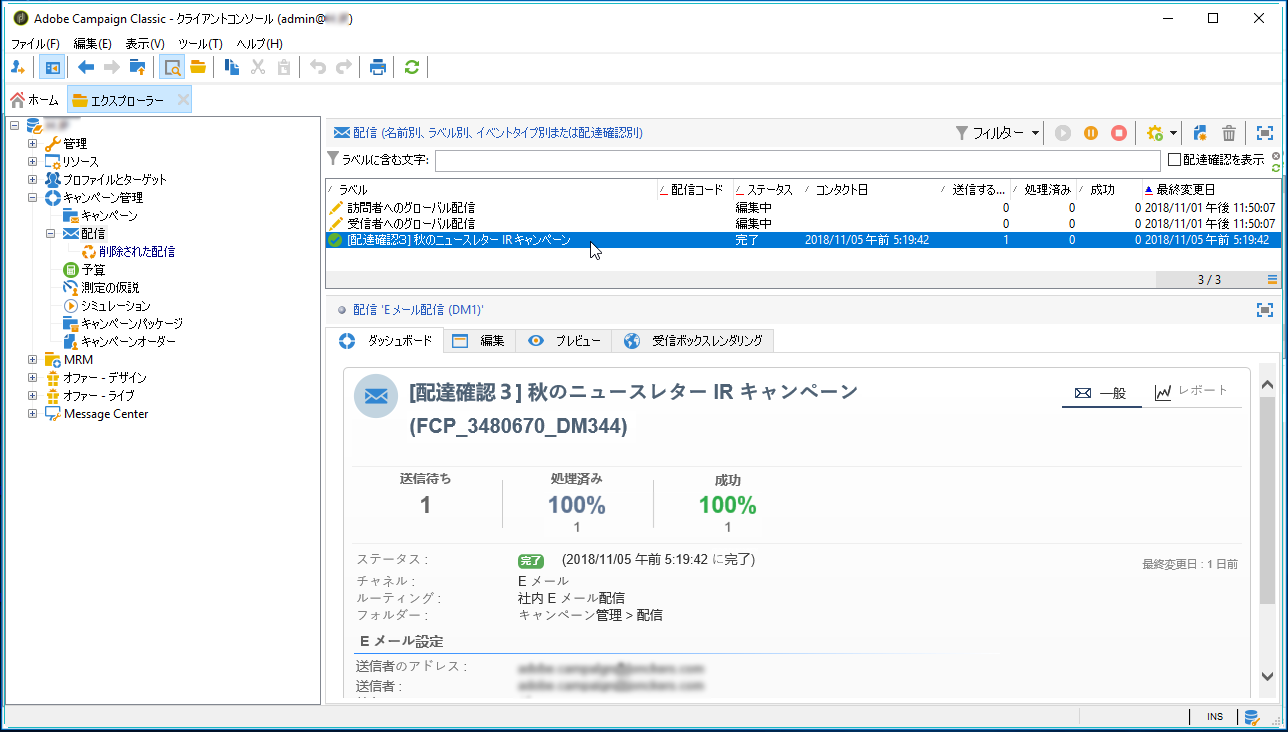 Adobe Campaign Classic - クライアントコンソール (admin@
ファイル(F) 編集(E) 表示(V) ツール(T) ヘルプ(H)
ホーム エクスプローラー
管理
リソース
プロファイルとターゲット
キャンペーン管理
キャンペーン
配信
削除された配信
予算
測定の仮説
シミュレーション
キャンペーンパッケージ
キャンペーンオーダー
MRM
オファー - デザイン
オファー - ライブ
Message Center
配信 (名前別、ラベル別、イベントタイプ別または配達確認別)
フィルター
ラベルに含む文字:
配達確認を表示
ラベル 配信コード ステータス コンタクト日 送信する... 処理済み 成功 最終変更日
訪問者へのグローバル配信 編集中 0 0 0 2018/11/01 午後 11:50:07
受信者へのグローバル配信 編集中 0 0 0 2018/11/01 午後 11:50:07
[配達確認3] 秋のニュースレター IR キャンペーン 完了 2018/11/05 午前 5:19:42 1 0 0 2018/11/05 午前 5:19:42
3 / 3
配信 'E メール配信 (DM1)'
ダッシュボード 編集 プレビュー 受信ボックスレンダリング
[配達確認３] 秋のニュースレター IR キャンペーン
(FCP_3480670_DM344)
一般 レポート
送信待ち 処理済み 成功
1 100% 100%
1 1
ステータス : 完了 (2018/11/05 午前 5:19:42 に完了)
最終変更日 : 1 日前
チャネル : E メール
ルーティング : 社内 E メール配信
フォルダー : キャンペーン管理 > 配信
E メール設定
送信者のアドレス :
送信者 :
INS